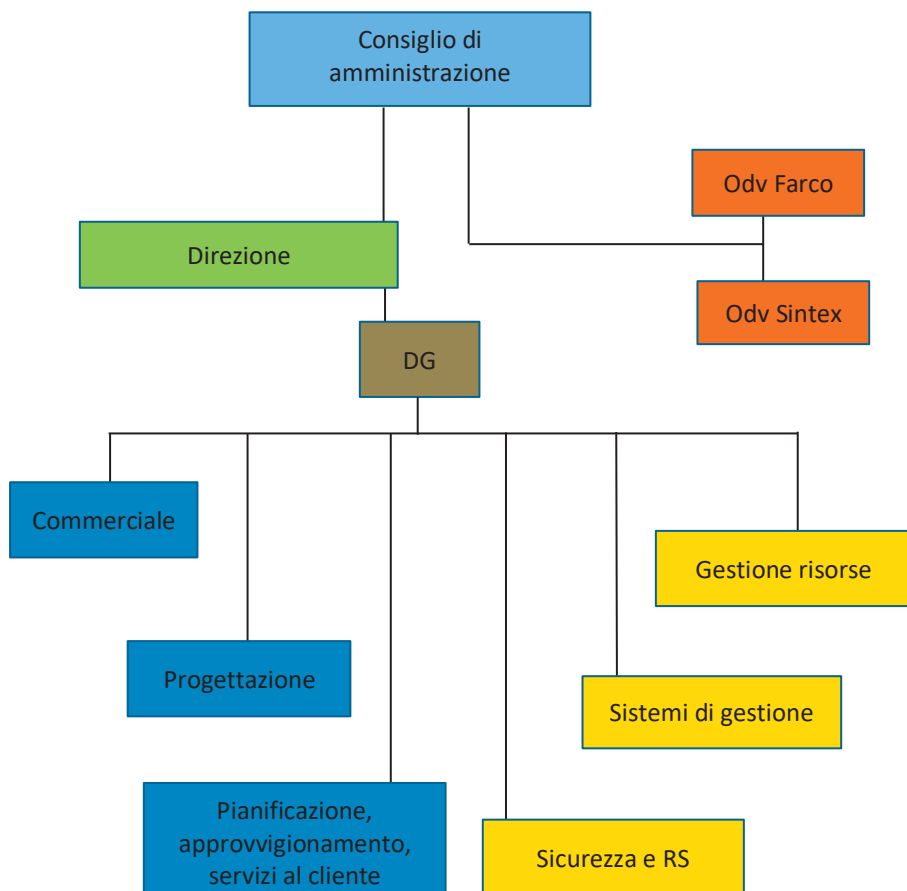 Consiglio di
amministrazione
Odv Farco
Direzione
Odv Sintex
DG
Commerciale
Gestione risorse
Progettazione
Sistemi di gestione
Pianificazione,
approvvigionamento,
servizi al cliente
Sicurezza e RS